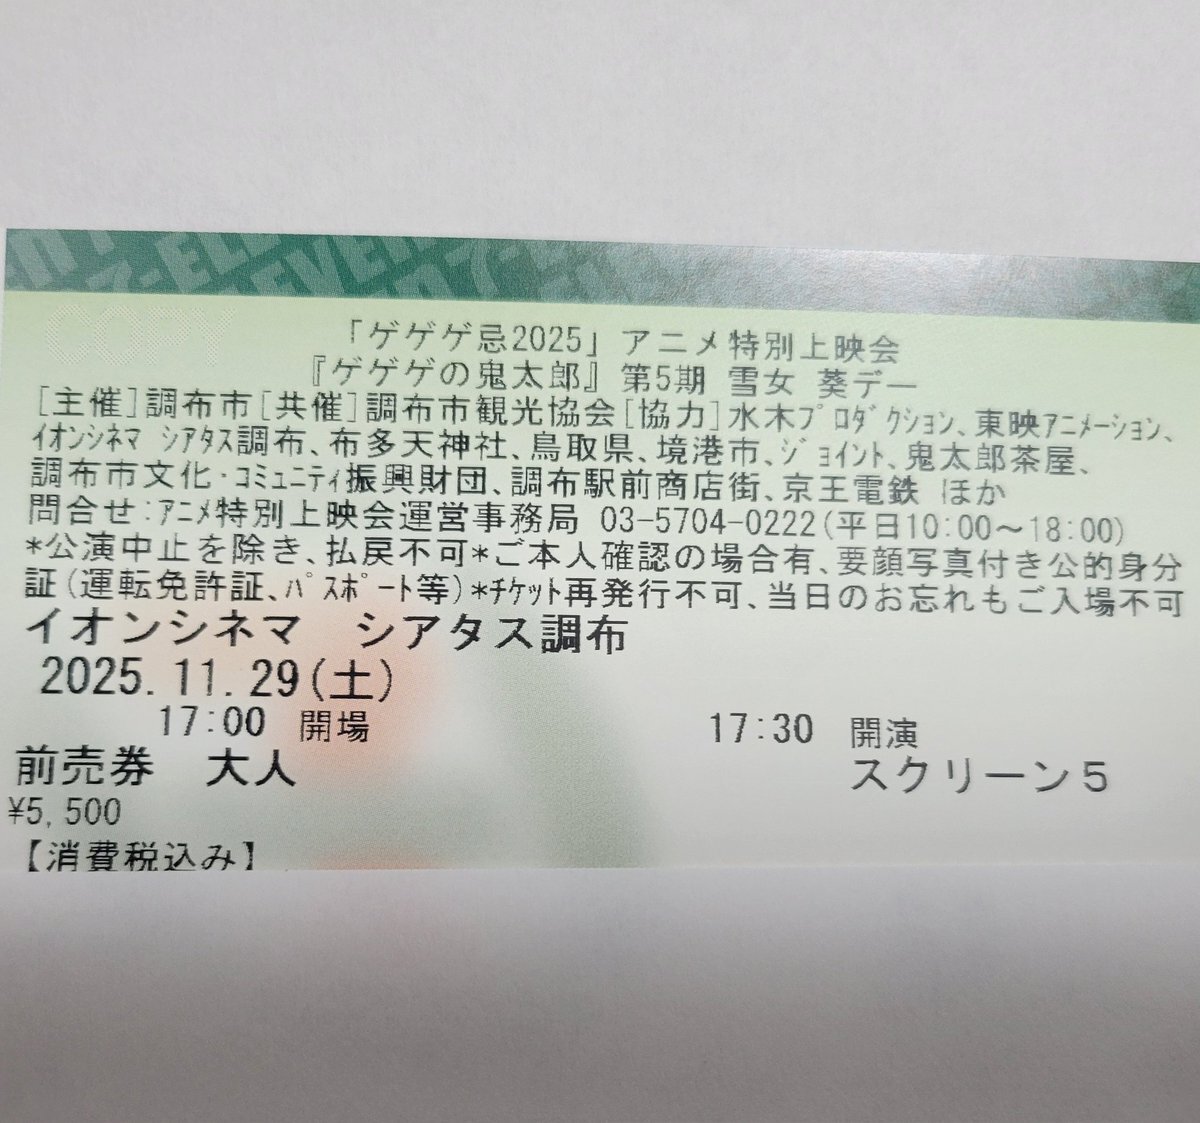 COPY
「ゲゲゲ忌2025」アニメ特別上映会
『ゲゲゲの鬼太郎』第5期 雪女 葵デー
[主催]調布市[共催]調布市観光協会[協力]水木ﾌﾟﾛﾀﾞｸｼｮﾝ、東映ｱﾆﾒｰｼｮﾝ、
ｲｵﾝｼﾈﾏ ｼｱﾀｽ調布、布多天神社、鳥取県、境港市、ｼﾞｮｲﾝﾄ、鬼太郎茶屋、
調布市文化・ｺﾐｭﾆﾃｨ振興財団、調布駅前商店街、京王電鉄 ほか
問合せ:ｱﾆﾒ特別上映会運営事務局 03-5704-0222(平日10:00～18:00)
*公演中止を除き、払戻不可*ご本人確認の場合有、要顔写真付き公的身分
証(運転免許証、ﾊﾟｽﾎﾟｰﾄ等)*ﾁｹｯﾄ再発行不可、当日のお忘れもご入場不可
イオンシネマ　シアタス調布
2025.11.29(土)
17:00 開場 17:30 開演
前売券　大人 スクリーン５
¥5,500
【消費税込み】